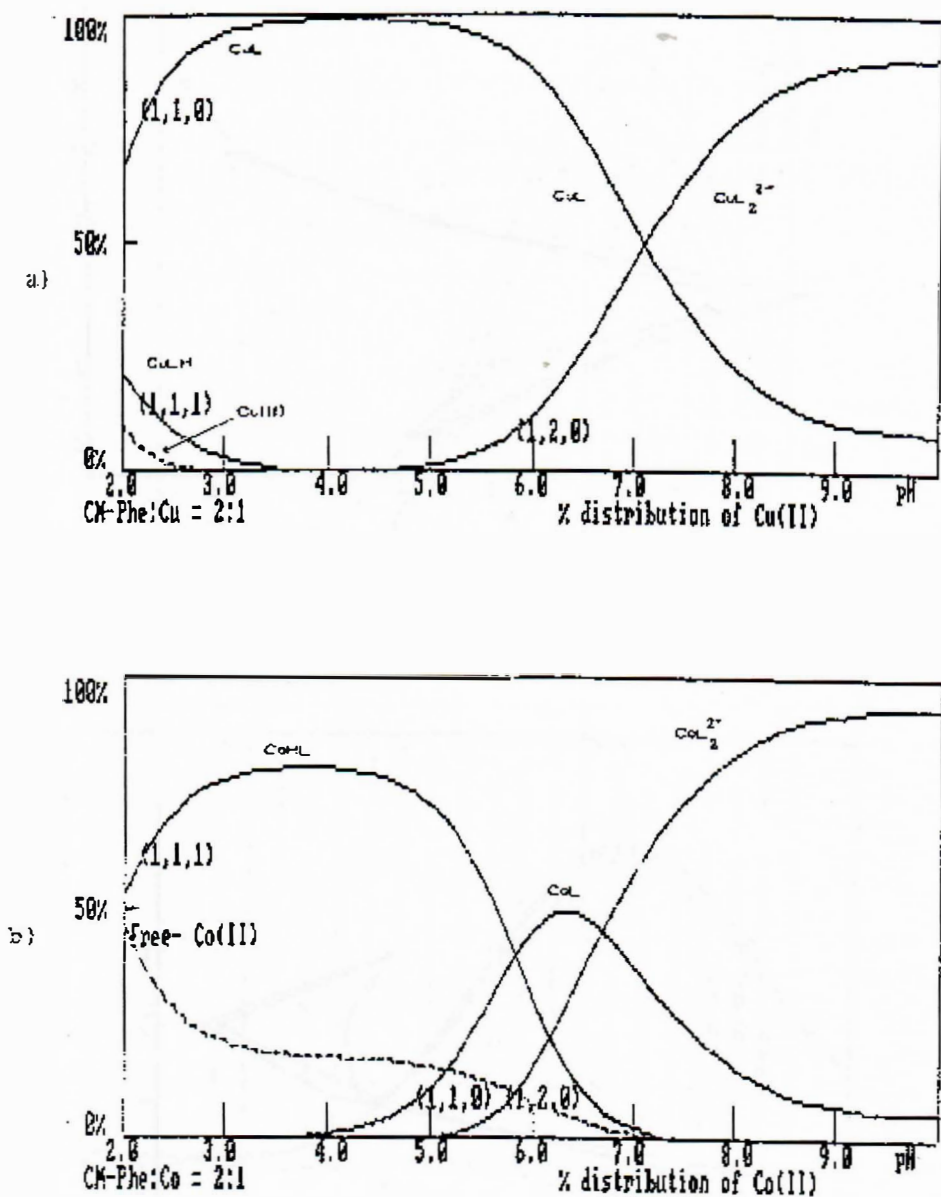 100%
CuL
(1,1,0)
CuL
CuL₂²⁻
50%
a)
CuLH
(1,1,1)
Cu(II)
(1,2,0)
0%
2.0 3.0 4.0 5.0 6.0 7.0 8.0 9.0 pH
CM-Phe:Cu = 2:1 % distribution of Cu(II)
100%
CoHL
CoL₂²⁻
(1,1,1)
CoL
50%
b)
Free- Co(II)
(1,1,0) (1,2,0)
0%
2.0 3.0 4.0 5.0 6.0 7.0 8.0 9.0 pH
CM-Phe:Co = 2:1 % distribution of Co(II)